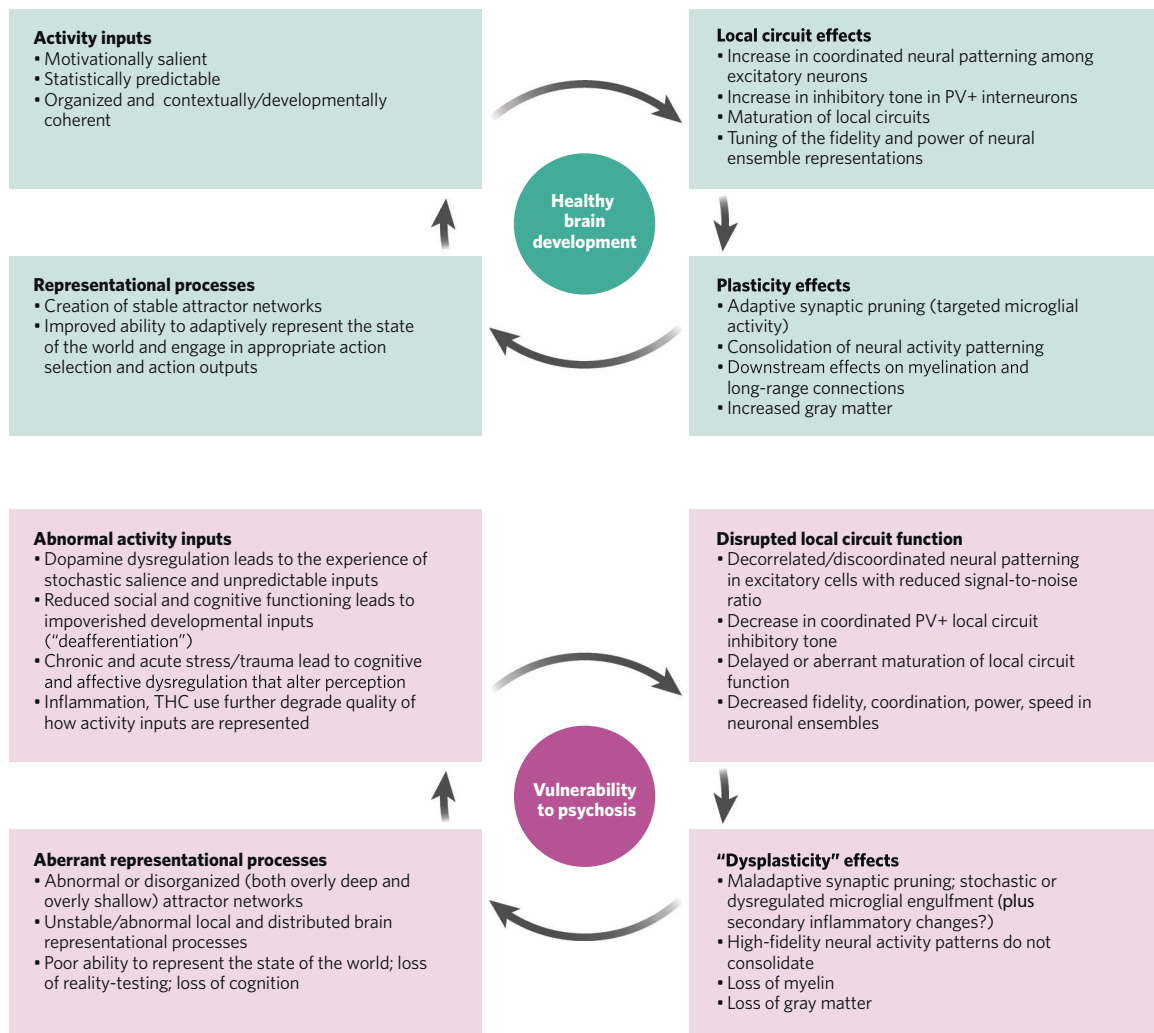 Activity inputs
• Motivationally salient
• Statistically predictable
• Organized and contextually/developmentally
coherent
Local circuit effects
• Increase in coordinated neural patterning among
excitatory neurons
• Increase in inhibitory tone in PV+ interneurons
• Maturation of local circuits
• Tuning of the fidelity and power of neural
ensemble representations
Healthy
brain
development
Representational processes
• Creation of stable attractor networks
• Improved ability to adaptively represent the state
of the world and engage in appropriate action
selection and action outputs
Plasticity effects
• Adaptive synaptic pruning (targeted microglial
activity)
• Consolidation of neural activity patterning
• Downstream effects on myelination and
long-range connections
• Increased gray matter
Abnormal activity inputs
• Dopamine dysregulation leads to the experience of
stochastic salience and unpredictable inputs
• Reduced social and cognitive functioning leads to
impoverished developmental inputs
(“deafferentiation”)
• Chronic and acute stress/trauma lead to cognitive
and affective dysregulation that alter perception
• Inflammation, THC use further degrade quality of
how activity inputs are represented
Disrupted local circuit function
• Decorrelated/discoordinated neural patterning
in excitatory cells with reduced signal-to-noise
ratio
• Decrease in coordinated PV+ local circuit
inhibitory tone
• Delayed or aberrant maturation of local circuit
function
• Decreased fidelity, coordination, power, speed in
neuronal ensembles
Vulnerability
to psychosis
Aberrant representational processes
• Abnormal or disorganized (both overly deep and
overly shallow) attractor networks
• Unstable/abnormal local and distributed brain
representational processes
• Poor ability to represent the state of the world; loss
of reality-testing; loss of cognition
“Dysplasticity” effects
• Maladaptive synaptic pruning; stochastic or
dysregulated microglial engulfment (plus
secondary inflammatory changes?)
• High-fidelity neural activity patterns do not
consolidate
• Loss of myelin
• Loss of gray matter